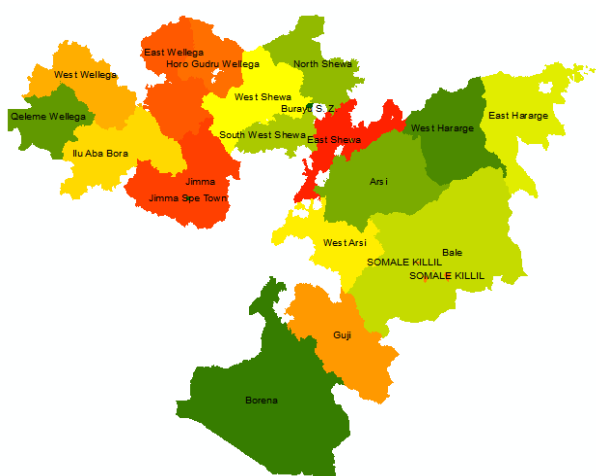 East Wellega
Horo Gudru Wellega
North Shewa
West Wellega
West Shewa
Burayu S. Z.
Qeleme Wellega
East Hararge
West Hararge
South West Shewa
East Shewa
Ilu Aba Bora
Jimma
Arsi
Jimma Spe Town
West Arsi
Bale
SOMALE KILLIL
SOMALE KILLIL
Guji
Borena